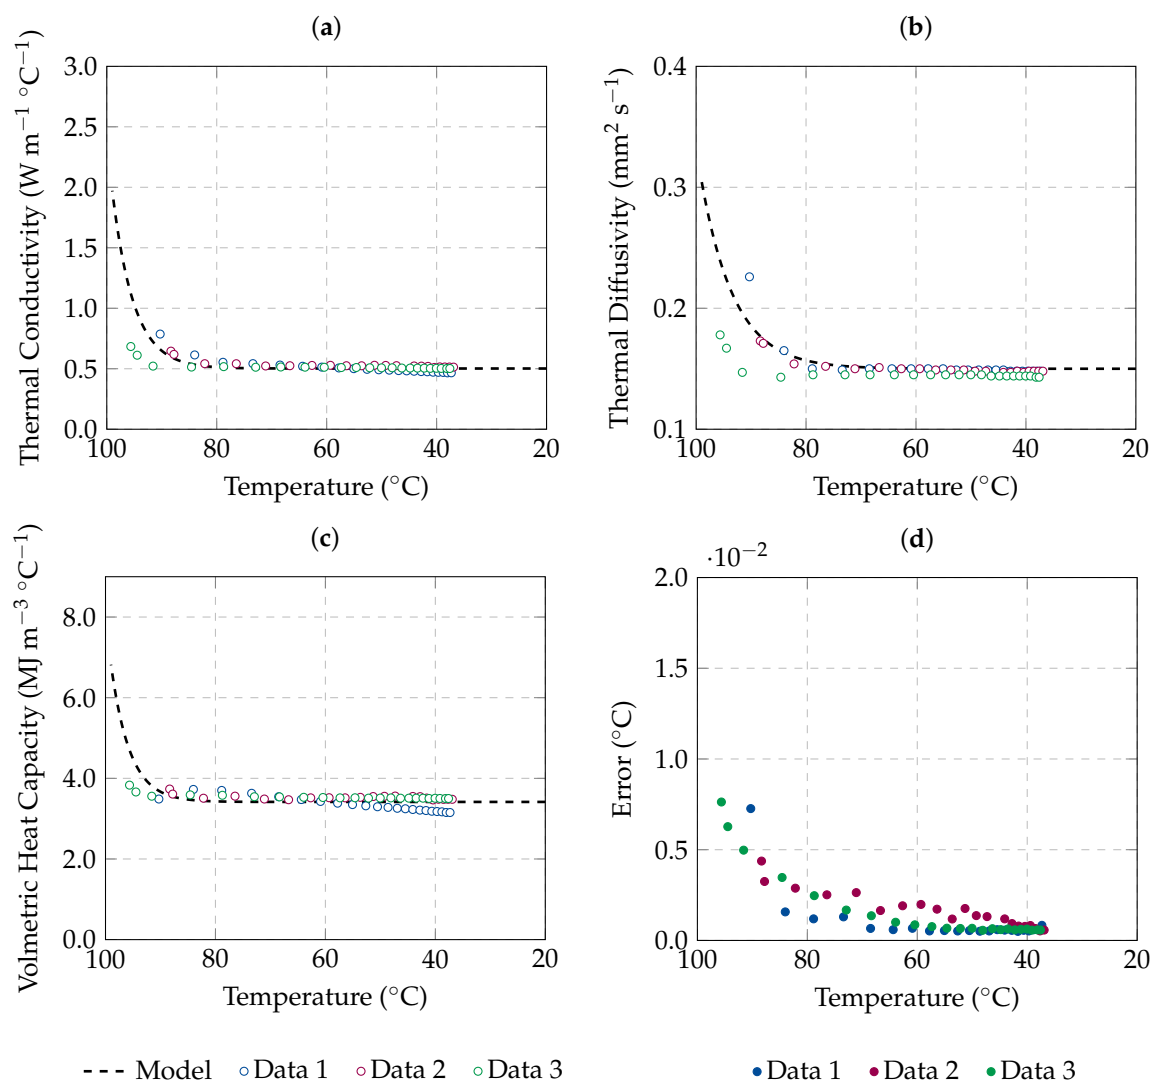 (a)
Thermal Conductivity (W m−1 °C−1)
3.0
2.5
2.0
1.5
1.0
0.5
0.0
100 80 60 40 20
Temperature (°C)
(b)
Thermal Diffusivity (mm2 s−1)
0.4
0.3
0.2
0.1
100 80 60 40 20
Temperature (°C)
(c)
Volmetric Heat Capacity (MJ m−3 °C−1)
8.0
6.0
4.0
2.0
0.0
100 80 60 40 20
Temperature (°C)
(d)
·10−2
Error (°C)
2.0
1.5
1.0
0.5
0.0
100 80 60 40 20
Temperature (°C)
Model Data 1 Data 2 Data 3
Data 1 Data 2 Data 3